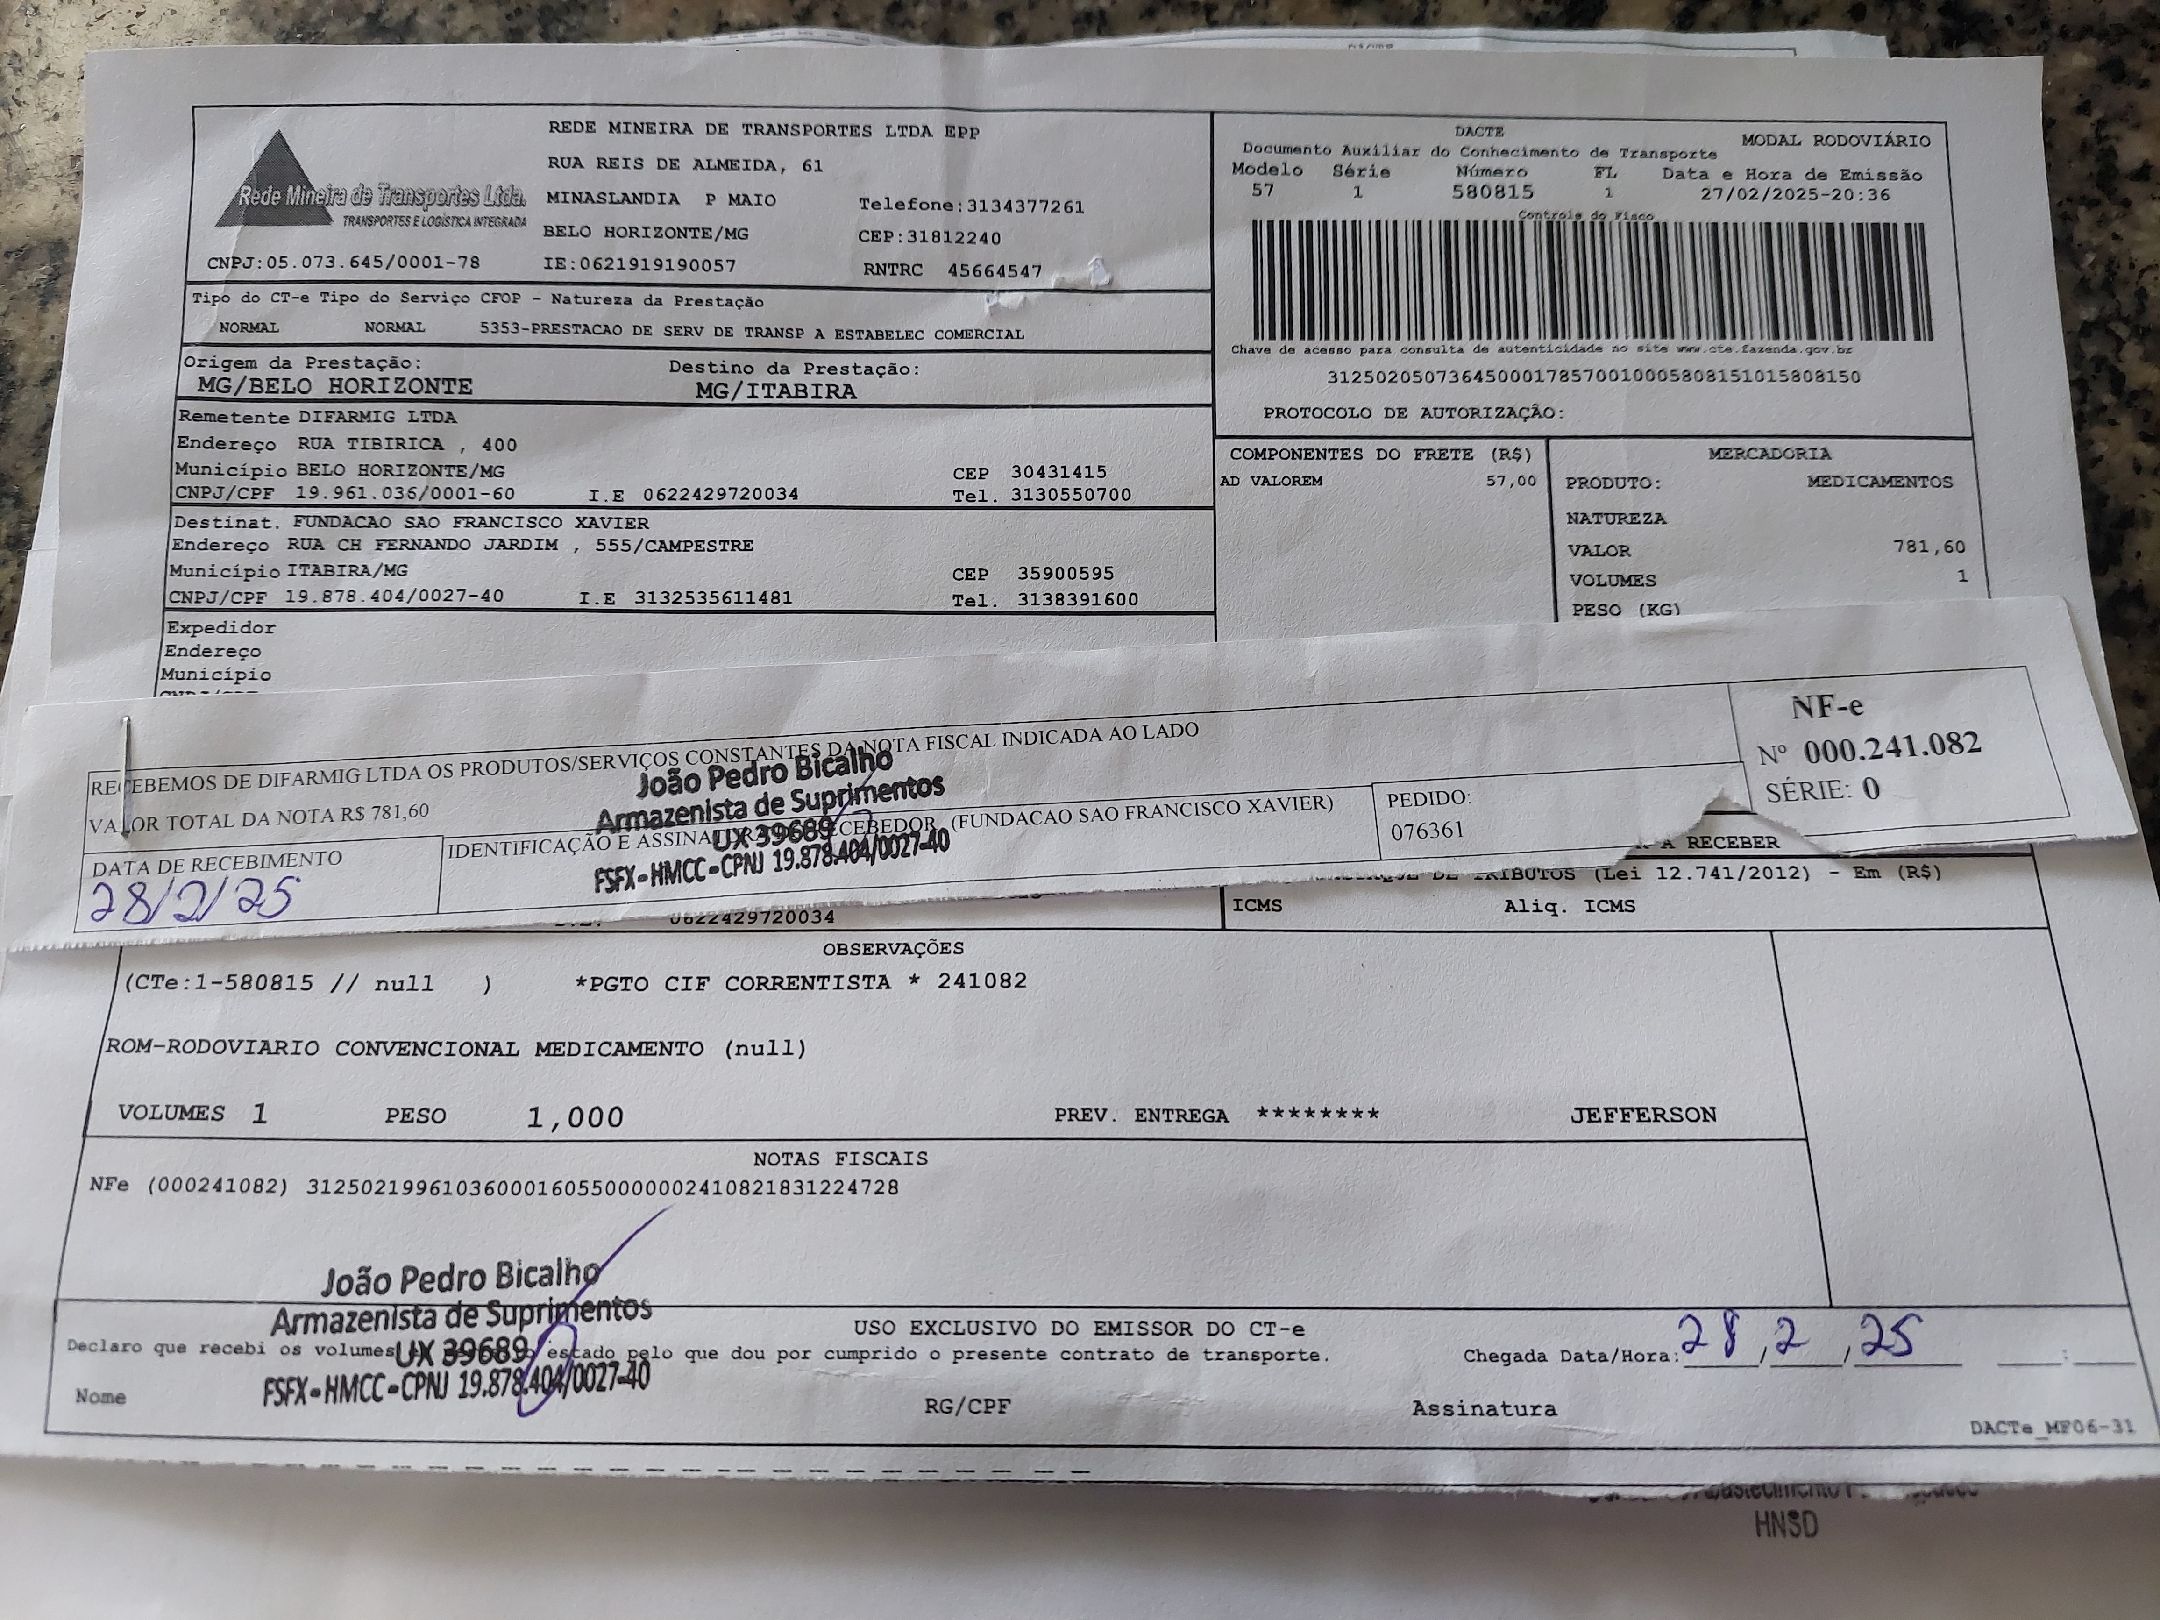 REDE MINEIRA DE TRANSPORTES LTDA EPP
RUA REIS DE ALMEIDA, 61
MINASLANDIA P MAIO Telefone:3134377261
BELO HORIZONTE/MG CEP:31812240
CNPJ:05.073.645/0001-78 IE:0621919190057 RNTRC 45664547
Rede Mineira de Transportes Ltda.
TRANSPORTES E LOGÍSTICA INTEGRADA
DACTE MODAL RODOVIÁRIO
Documento Auxiliar do Conhecimento de Transporte
Modelo Série Número FL Data e Hora de Emissão
57 1 580815 1 27/02/2025-20:36
Controle do Fisco
Chave de acesso para consulta de autenticidade no site www.cte.fazenda.gov.br
31250205073645000178570010005808151015808150
PROTOCOLO DE AUTORIZAÇÃO:
Tipo do CT-e Tipo do Serviço CFOP - Natureza da Prestação
NORMAL NORMAL 5353-PRESTACAO DE SERV DE TRANSP A ESTABELEC COMERCIAL
Origem da Prestação: Destino da Prestação:
MG/BELO HORIZONTE MG/ITABIRA
Remetente DIFARMIG LTDA
Endereço RUA TIBIRICA , 400
Município BELO HORIZONTE/MG CEP 30431415
CNPJ/CPF 19.961.036/0001-60 I.E 0622429720034 Tel. 3130550700
Destinat. FUNDACAO SAO FRANCISCO XAVIER
Endereço RUA CH FERNANDO JARDIM , 555/CAMPESTRE
Município ITABIRA/MG CEP 35900595
CNPJ/CPF 19.878.404/0027-40 I.E 3132535611481 Tel. 3138391600
Expedidor
Endereço
Município
COMPONENTES DO FRETE (R$)
AD VALOREM 57,00
MERCADORIA
PRODUTO: MEDICAMENTOS
NATUREZA
VALOR 781,60
VOLUMES 1
PESO (KG)
RECEBEMOS DE DIFARMIG LTDA OS PRODUTOS/SERVIÇOS CONSTANTES DA NOTA FISCAL INDICADA AO LADO
VALOR TOTAL DA NOTA R$ 781,60
DATA DE RECEBIMENTO
28/2/25
IDENTIFICAÇÃO E ASSINATURA DO RECEBEDOR (FUNDACAO SAO FRANCISCO XAVIER)
João Pedro Bicalho
Armazenista de Suprimentos
UX 39689
FSFX-HMCC-CPNJ 19.878.404/0027-40
PEDIDO:
076361
NF-e
Nº 000.241.082
SÉRIE: 0
A RECEBER
DE TRIBUTOS (Lei 12.741/2012) - Em (R$)
ICMS Aliq. ICMS
0622429720034
OBSERVAÇÕES
(CTe:1-580815 // null ) *PGTO CIF CORRENTISTA * 241082
ROM-RODOVIARIO CONVENCIONAL MEDICAMENTO (null)
VOLUMES 1 PESO 1,000 PREV. ENTREGA ******** JEFFERSON
NOTAS FISCAIS
NFe (000241082) 31250219961036000160550000002410821831224728
João Pedro Bicalho
Armazenista de Suprimentos
UX 39689
FSFX-HMCC-CPNJ 19.878.404/0027-40
USO EXCLUSIVO DO EMISSOR DO CT-e
Declaro que recebi os volumes estado pelo que dou por cumprido o presente contrato de transporte.
Chegada Data/Hora: 28/2/25 :
Nome RG/CPF Assinatura
DACTe_MF06-31
HNSD